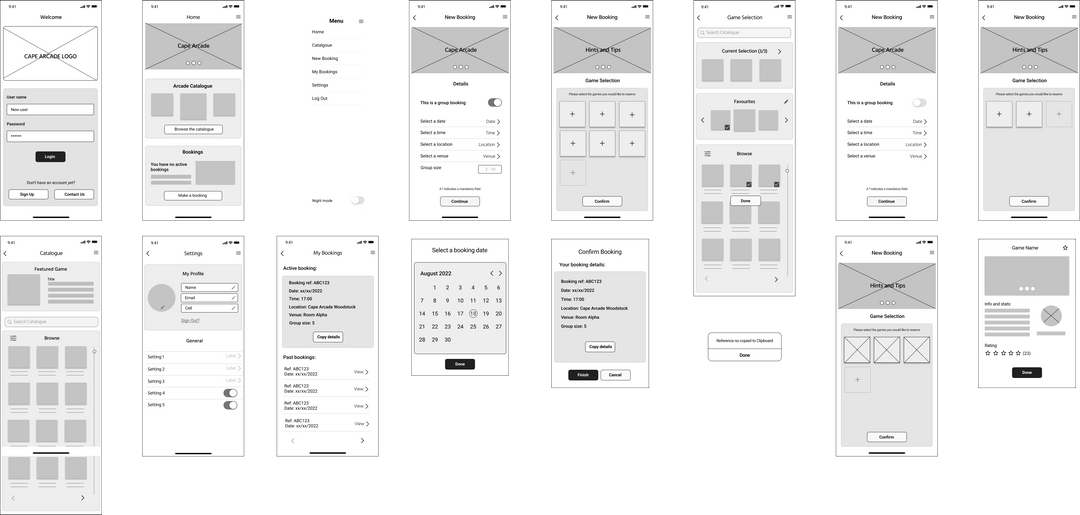 9:41
Welcome
CAPE ARCADE LOGO
User name
New user
Password
••••••
Login
Don't have an account yet?
Sign Up
Contact Us
9:41
Home
Cape Arcade
Arcade Catalogue
Browse the catalogue
Bookings
You have no active
bookings
Make a booking
9:41
Menu
Home
Catalgoue
New Booking
My Bookings
Settings
Log Out
Night mode
9:41
New Booking
Cape Arcade
Details
This is a group booking
Select a date
Date
Select a time
Time
Select a location
Location
Select a venue
Venue
Group size
A * indicates a mandatory field
Continue
9:41
New Booking
Hints and Tips
Game Selection
Please select the games you would like to reserve
Confirm
9:41
Game Selection
Search Catalogue
Current Selection (3/3)
Favourites
Browse
Done
9:41
New Booking
Cape Arcade
Details
This is a group booking
Select a date
Date
Select a time
Time
Select a location
Location
Select a venue
Venue
A * indicates a mandatory field
Continue
9:41
New Booking
Hints and Tips
Game Selection
Please select the games you would like to reserve
Confirm
9:41
Catalogue
Featured Game
Title
Search Catalogue
Browse
9:41
Settings
My Profile
Name
Email
Cell
Sign Out?
General
Setting 1
Label
Setting 2
Label
Setting 3
Label
Setting 4
Setting 5
9:41
My Bookings
Active booking:
Booking ref: ABC123
Date: xx/xx/2022
Time: 17:00
Location: Cape Arcade Woodstock
Venue: Room Alpha
Group size: 5
Copy details
Past bookings:
Ref: ABC123
Date: xx/xx/2022
View
Ref: ABC123
Date: xx/xx/2022
View
Ref: ABC123
Date: xx/xx/2022
View
Ref: ABC123
Date: xx/xx/2022
View
Select a booking date
August 2022
1 2 3 4 5 6
7 8 9 10 11 12 13
14 15 16 17 18 19 20
21 22 23 24 25 26 27
28 29 30
Done
Confirm Booking
Your booking details:
Booking ref: ABC123
Date: xx/xx/2022
Time: 17:00
Location: Cape Arcade Woodstock
Venue: Room Alpha
Group size: 5
Copy details
Finish
Cancel
Reference no copied to Clipboard
Done
9:41
New Booking
Hints and Tips
Game Selection
Please select the games you would like to reserve
Confirm
Game Name
Info and stats:
Rating:
(23)
Done